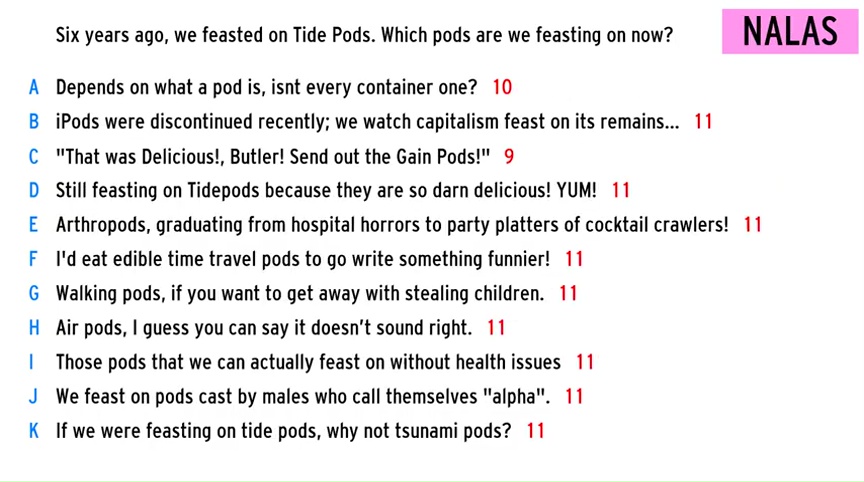 Six years ago, we feasted on Tide Pods. Which pods are we feasting on now?
NALAS
A Depends on what a pod is, isnt every container one? 10
B iPods were discontinued recently; we watch capitalism feast on its remains... 11
C "That was Delicious!, Butler! Send out the Gain Pods!" 9
D Still feasting on Tidepods because they are so darn delicious! YUM! 11
E Arthropods, graduating from hospital horrors to party platters of cocktail crawlers! 11
F I'd eat edible time travel pods to go write something funnier! 11
G Walking pods, if you want to get away with stealing children. 11
H Air pods, I guess you can say it doesn't sound right. 11
I Those pods that we can actually feast on without health issues 11
J We feast on pods cast by males who call themselves "alpha". 11
K If we were feasting on tide pods, why not tsunami pods? 11